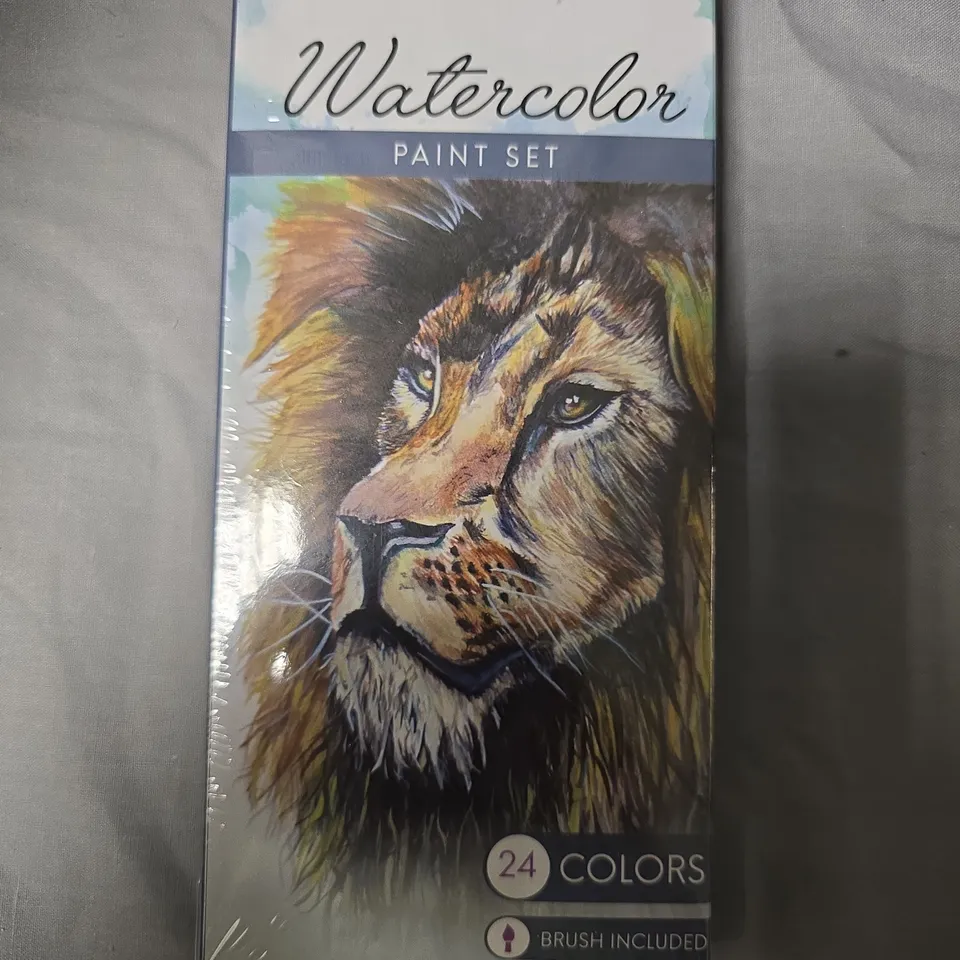 Watercolor
PAINT SET
24 COLORS
BRUSH INCLUDED